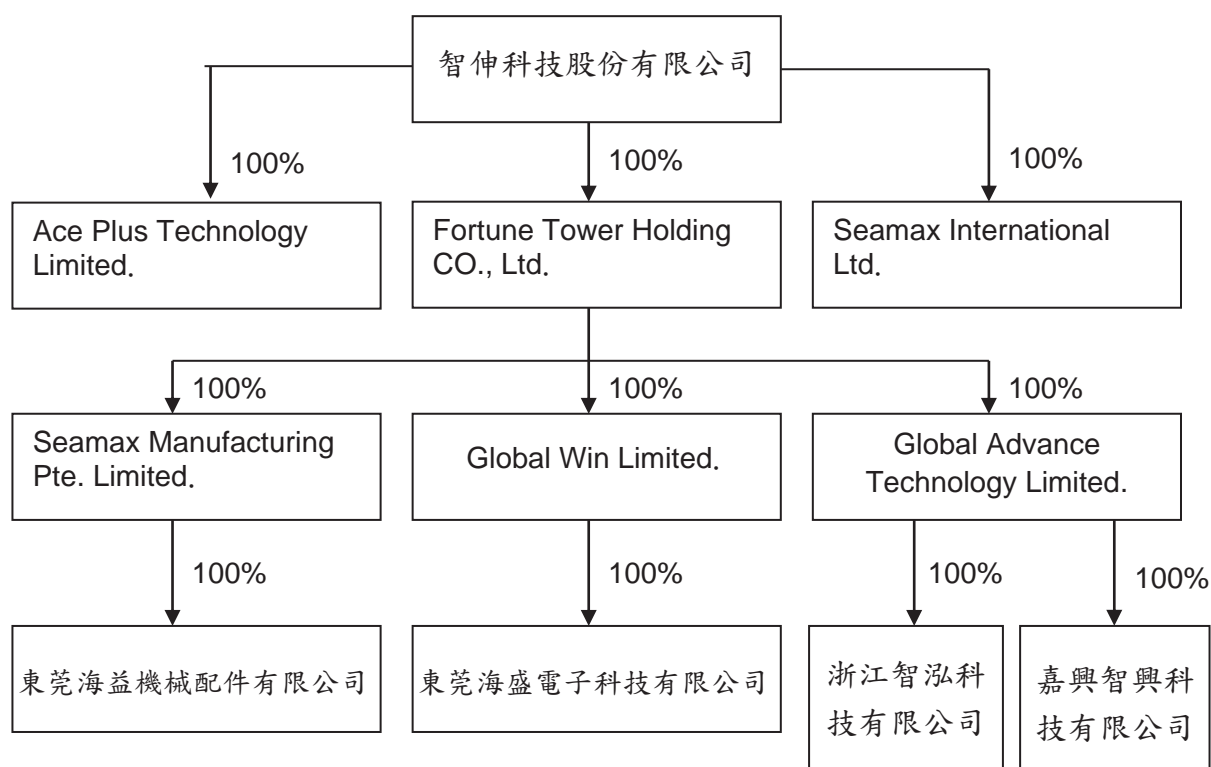 智伸科技股份有限公司
100%
100%
100%
Ace Plus Technology
Limited.
Fortune Tower Holding
CO., Ltd.
Seamax International
Ltd.
100%
100%
100%
Seamax Manufacturing
Pte. Limited.
Global Win Limited.
Global Advance
Technology Limited.
100%
100%
100%
100%
東莞海益機械配件有限公司
東莞海盛電子科技有限公司
浙江智泓科
技有限公司
嘉興智興科
技有限公司